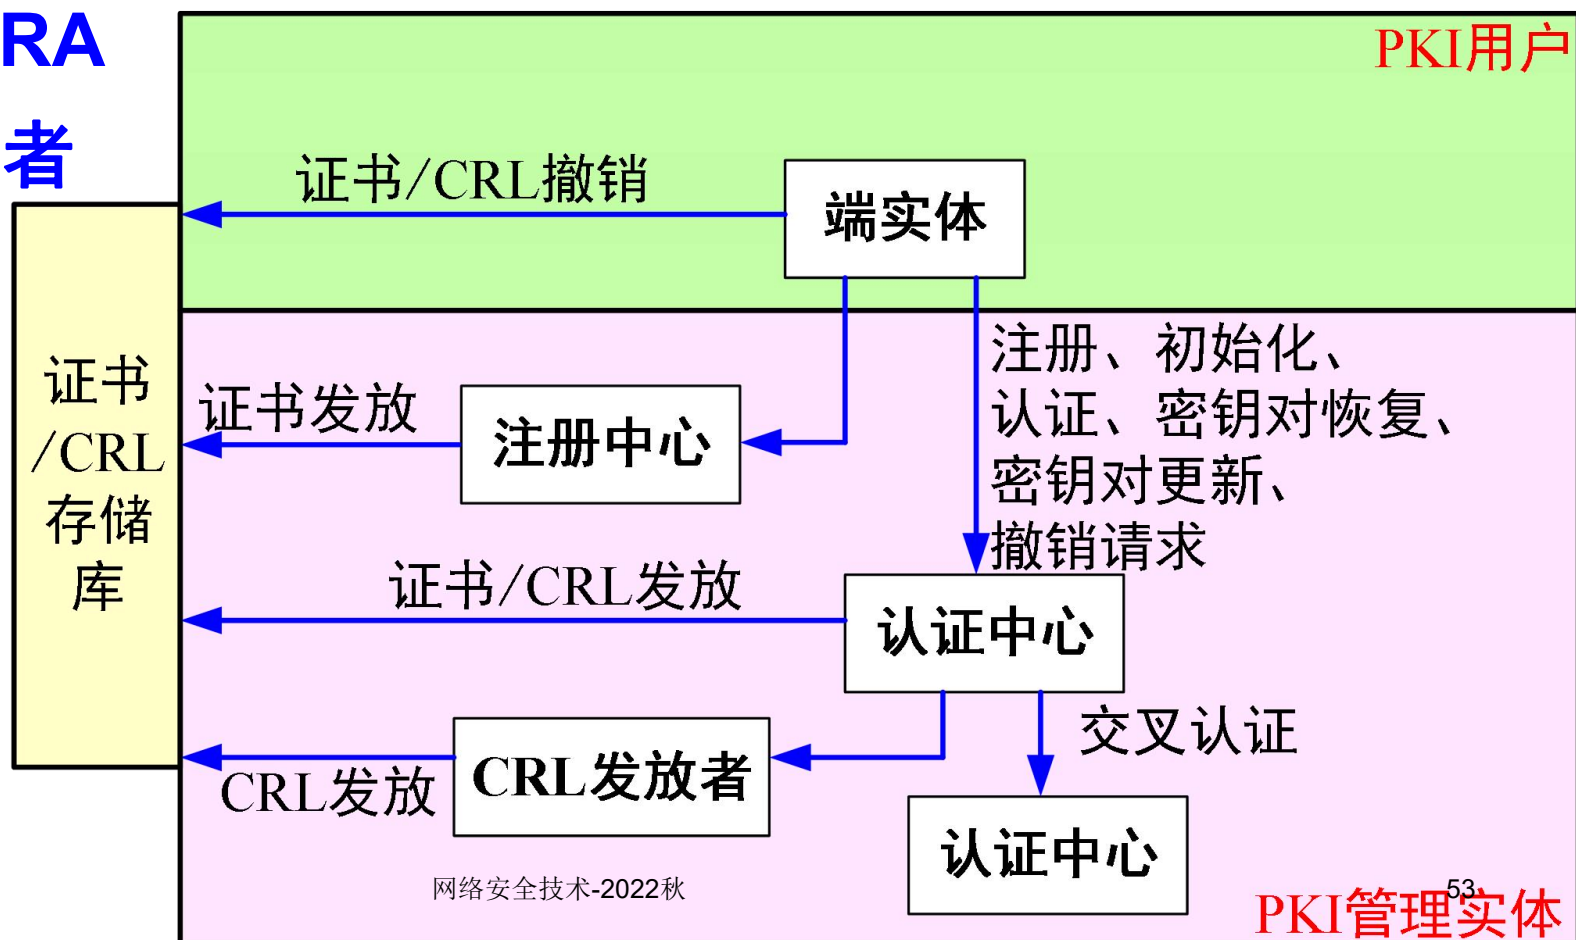 RA
者
PKI用户
证书/CRL撤销
端实体
证书
/CRL
存储
库
证书发放
注册中心
注册、初始化、
认证、密钥对恢复、
密钥对更新、
撤销请求
证书/CRL发放
认证中心
CRL发放
CRL发放者
交叉认证
认证中心
网络安全技术-2022秋
53
PKI管理实体